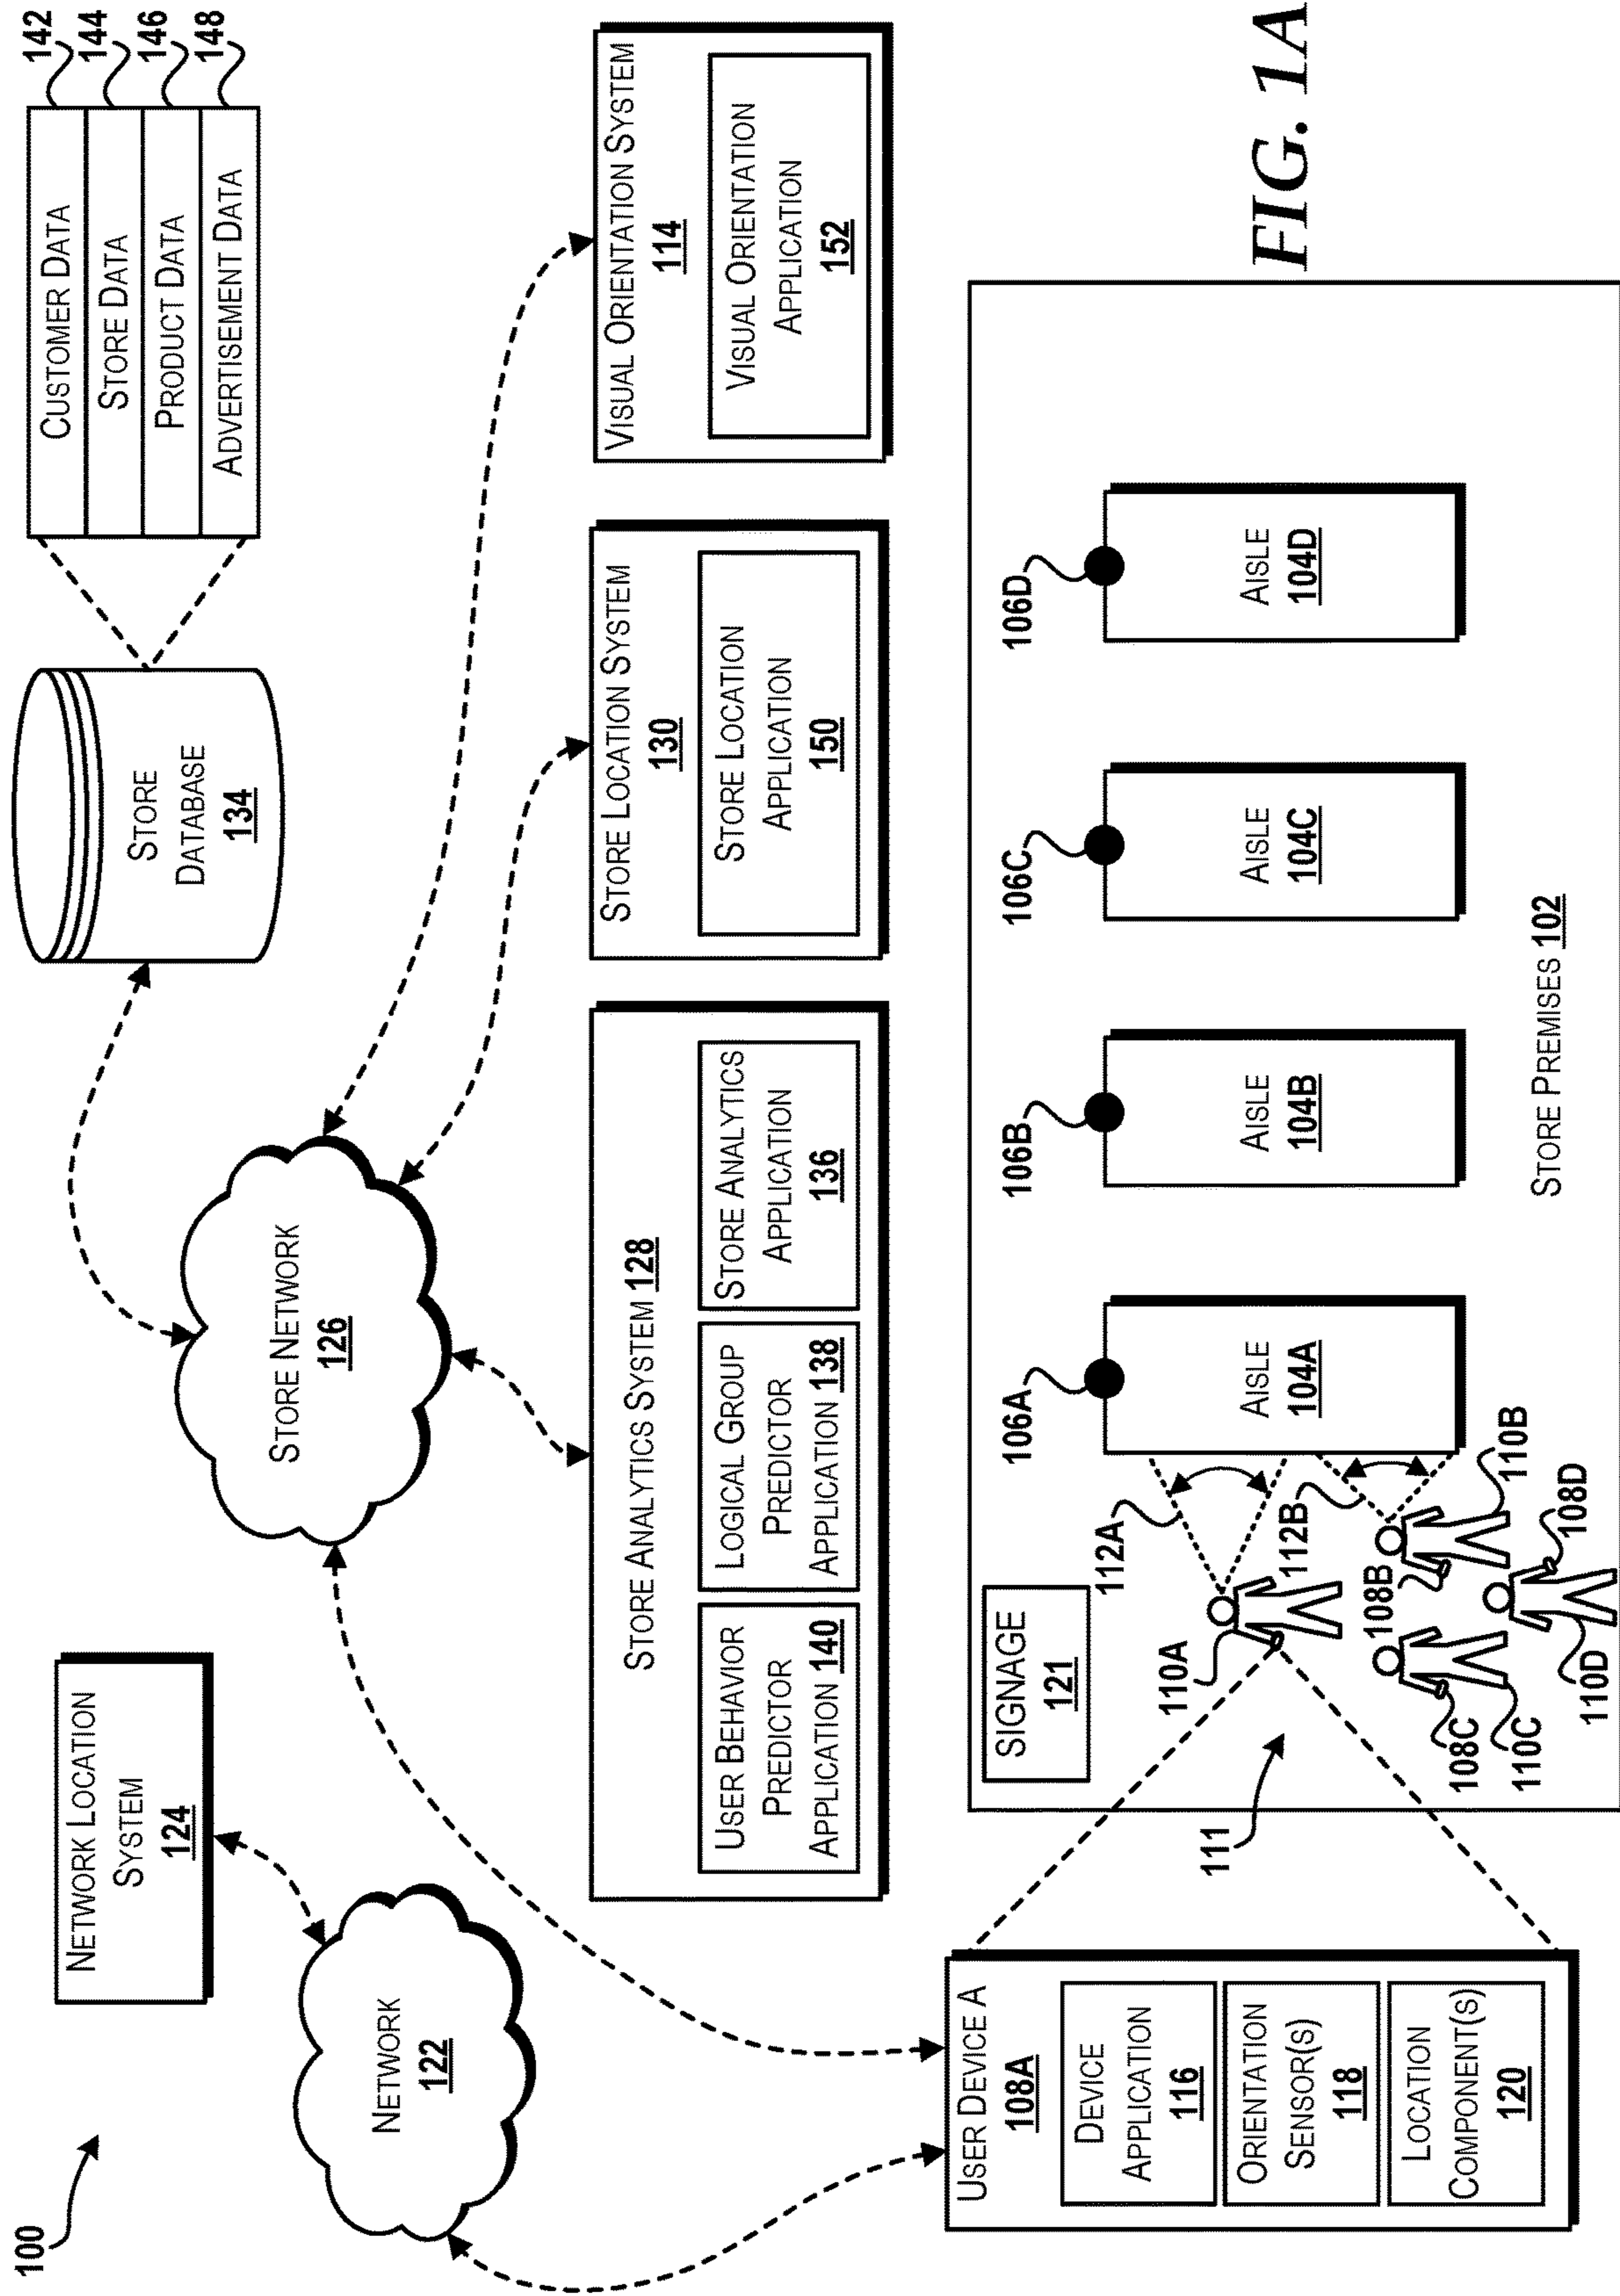 100
NETWORK LOCATION
SYSTEM
124
NETWORK
122
STORE NETWORK
126
STORE
DATABASE
134
CUSTOMER DATA
142
STORE DATA
144
PRODUCT DATA
146
ADVERTISEMENT DATA
148
STORE ANALYTICS SYSTEM 128
USER BEHAVIOR
PREDICTOR
APPLICATION 140
LOGICAL GROUP
PREDICTOR
APPLICATION 138
STORE ANALYTICS
APPLICATION
136
STORE LOCATION SYSTEM
130
STORE LOCATION
APPLICATION
150
VISUAL ORIENTATION SYSTEM
114
VISUAL ORIENTATION
APPLICATION
152
USER DEVICE A
108A
DEVICE
APPLICATION
116
ORIENTATION
SENSOR(S)
118
LOCATION
COMPONENT(S)
120
111
SIGNAGE
121
110A
112A
112B
108B
108C
110C
110D
108D
110B
106A
AISLE
104A
106B
AISLE
104B
106C
AISLE
104C
106D
AISLE
104D
STORE PREMISES 102
FIG. 1A